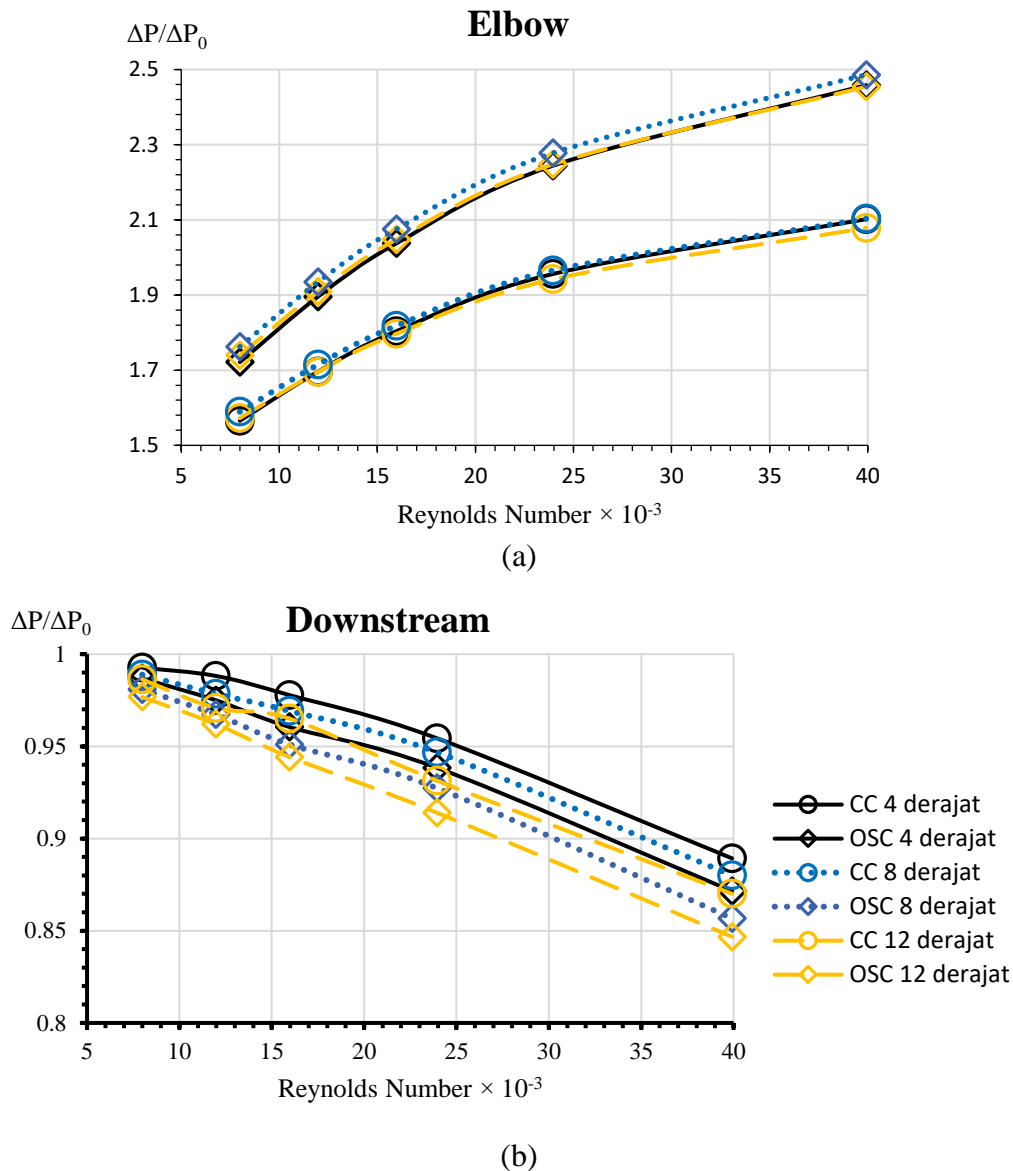 Elbow
ΔP/ΔP₀
2.5
2.3
2.1
1.9
1.7
1.5
5 10 15 20 25 30 35 40
Reynolds Number × 10⁻³
(a)
Downstream
ΔP/ΔP₀
1
0.95
0.9
0.85
0.8
5 10 15 20 25 30 35 40
Reynolds Number × 10⁻³
CC 4 derajat
OSC 4 derajat
CC 8 derajat
OSC 8 derajat
CC 12 derajat
OSC 12 derajat
(b)